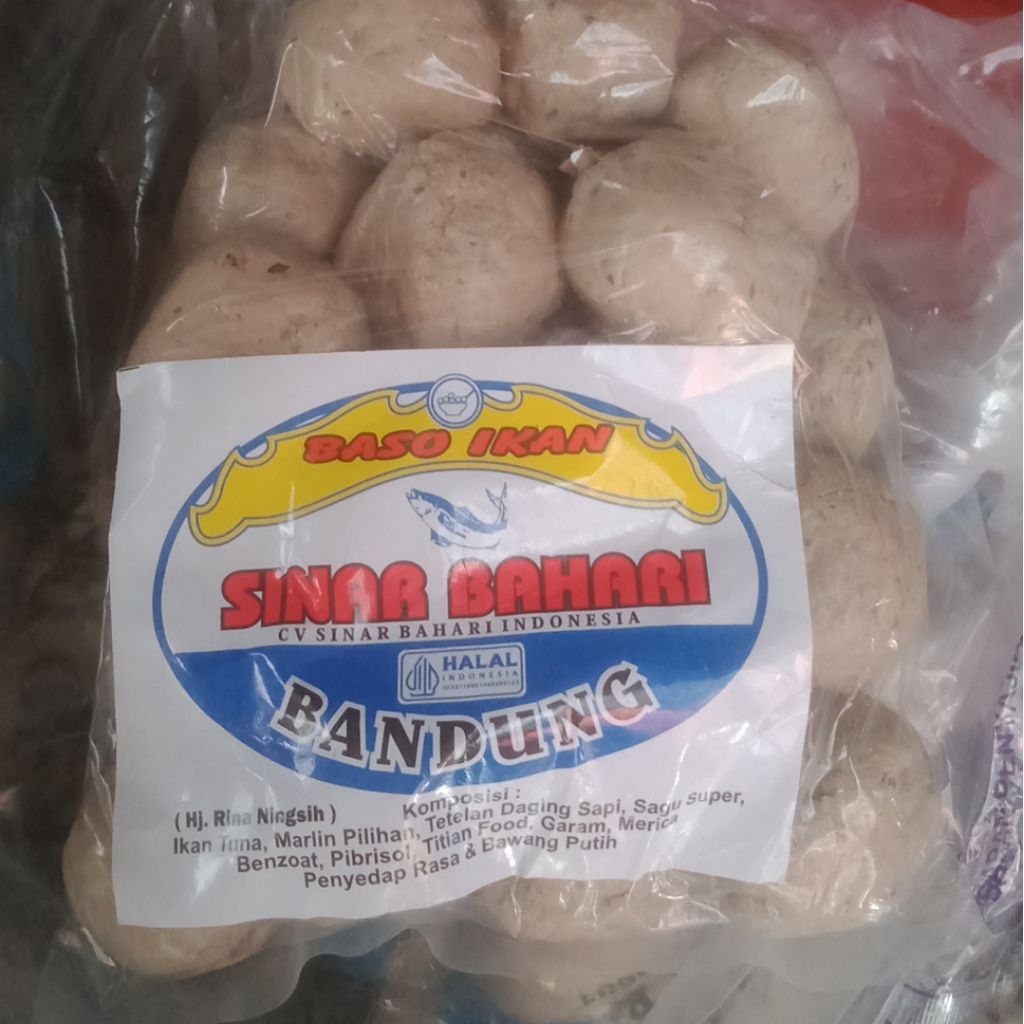 BASO IKAN
SINAR BAHARI
CV SINAR BAHARI INDONESIA
HALAL
INDONESIA
BANDUNG
( Hj. Rina Ningsih )
Komposisi :
Ikan Tuna, Marlin Pilihan, Tetelan Daging Sapi, Sagu Super,
Benzoat, Pibrisol, Titian Food, Garam, Merica
Penyedap Rasa & Bawang Putih